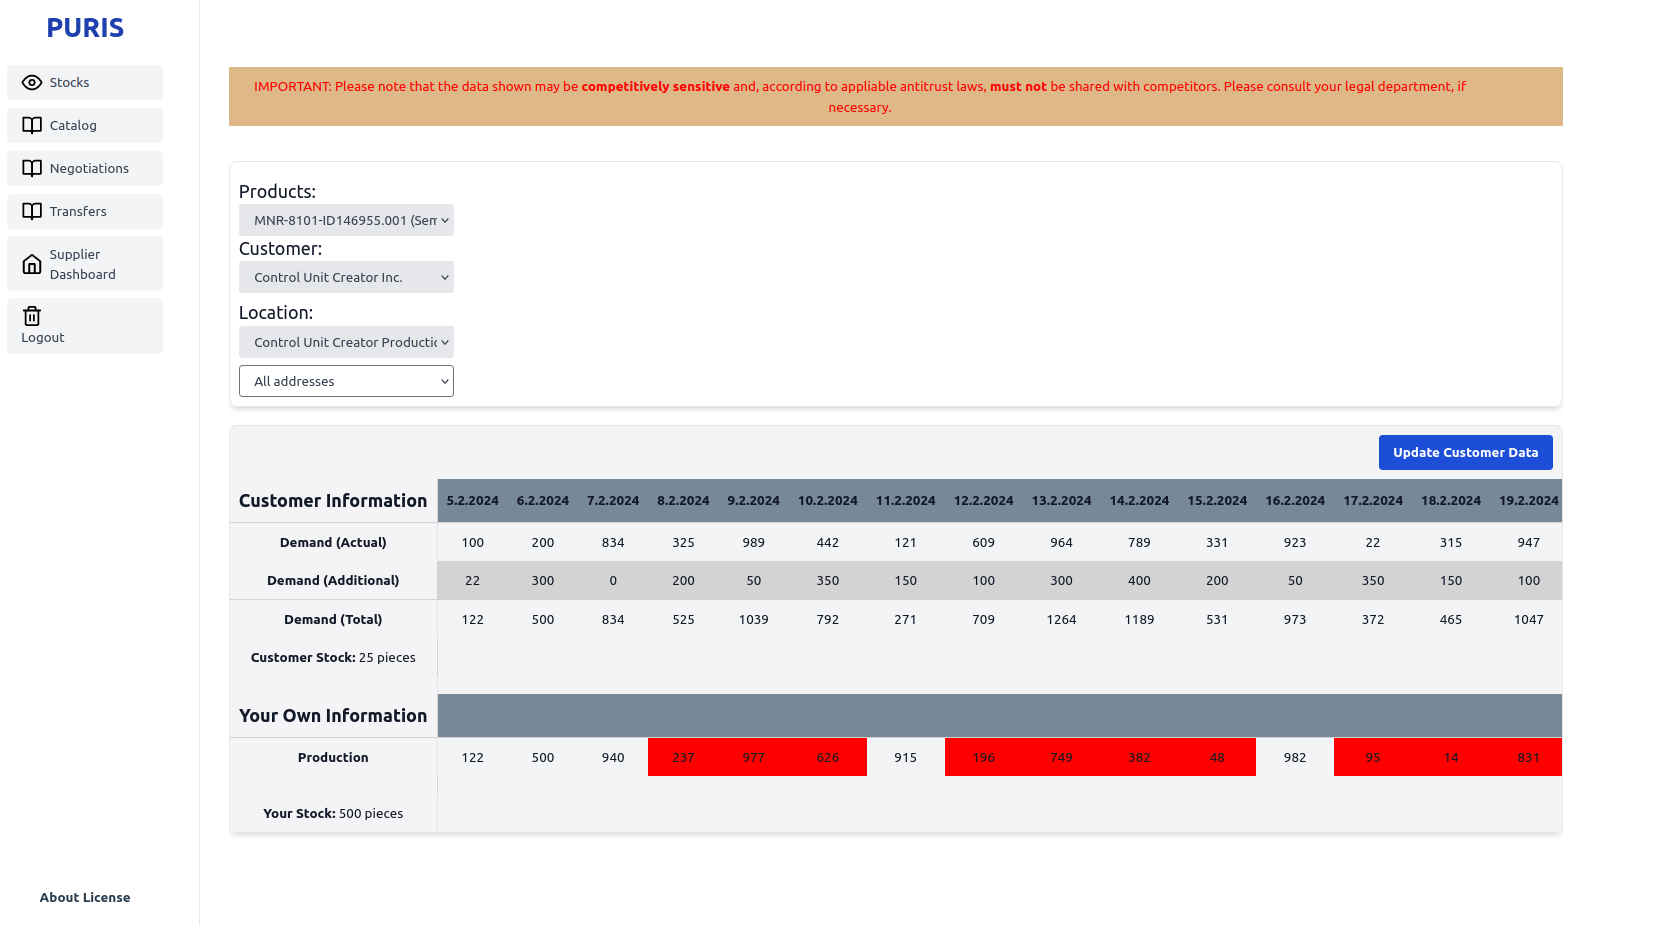 PURIS
Stocks
Catalog
Negotiations
Transfers
Supplier
Dashboard
Logout
About License
IMPORTANT: Please note that the data shown may be competitively sensitive and, according to appliable antitrust laws, must not be shared with competitors. Please consult your legal department, if
necessary.
Products:
MNR-8101-ID146955.001 (Sem
Customer:
Control Unit Creator Inc.
Location:
Control Unit Creator Productio
All addresses
Update Customer Data
Customer Information 5.2.2024 6.2.2024 7.2.2024 8.2.2024 9.2.2024 10.2.2024 11.2.2024 12.2.2024 13.2.2024 14.2.2024 15.2.2024 16.2.2024 17.2.2024 18.2.2024 19.2.2024
Demand (Actual) 100 200 834 325 989 442 121 609 964 789 331 923 22 315 947
Demand (Additional) 22 300 0 200 50 350 150 100 300 400 200 50 350 150 100
Demand (Total) 122 500 834 525 1039 792 271 709 1264 1189 531 973 372 465 1047
Customer Stock: 25 pieces
Your Own Information
Production 122 500 940 237 977 626 915 196 749 382 48 982 95 14 831
Your Stock: 500 pieces